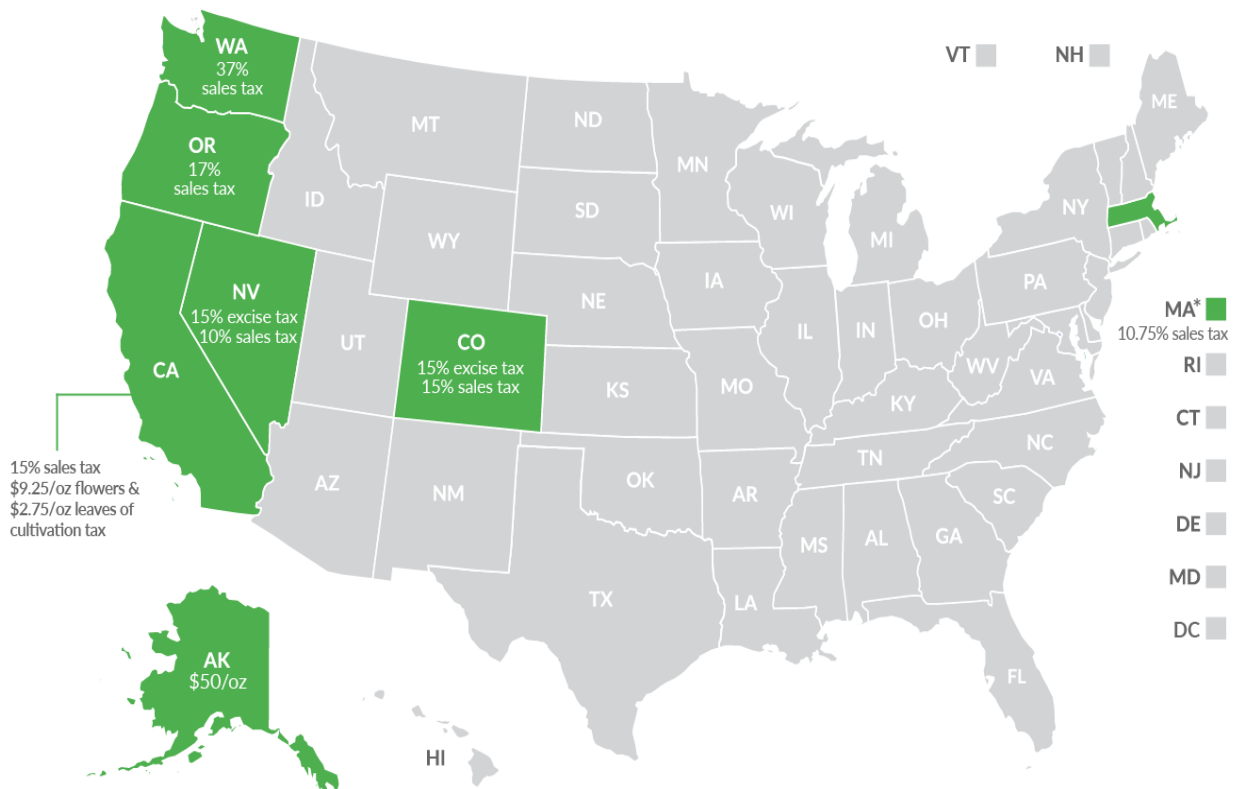 WA
37%
sales tax
VT
NH
ME
MT
ND
MN
OR
17%
sales tax
ID
SD
WI
MI
NY
WY
NV
15% excise tax
10% sales tax
IA
NE
PA
MA*
10.75% sales tax
UT
CO
15% excise tax
15% sales tax
IL
IN
OH
RI
CA
KS
MO
WV
VA
KY
CT
15% sales tax
$9.25/oz flowers &
$2.75/oz leaves of
cultivation tax
AZ
NM
OK
AR
TN
NC
NJ
SC
MS
AL
GA
DE
TX
LA
MD
DC
AK
$50/oz
FL
HI